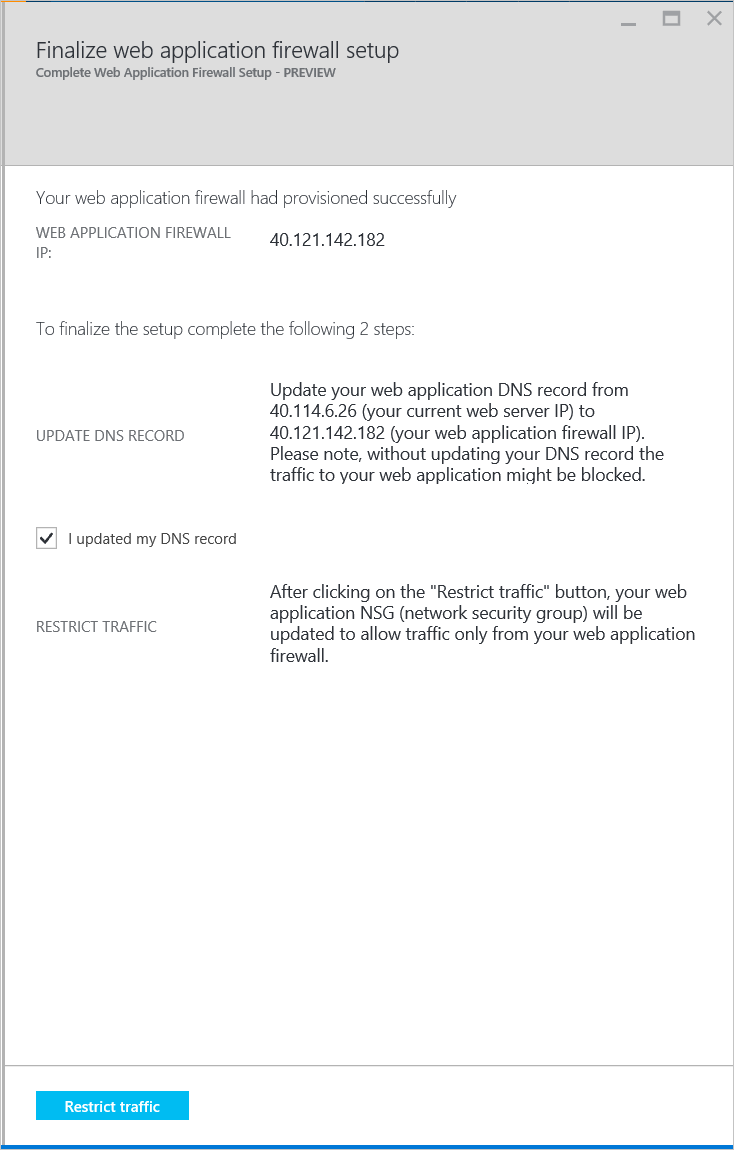 Finalize web application firewall setup
Complete Web Application Firewall Setup - PREVIEW
Your web application firewall had provisioned successfully
WEB APPLICATION FIREWALL
IP:
40.121.142.182
To finalize the setup complete the following 2 steps:
UPDATE DNS RECORD
Update your web application DNS record from
40.114.6.26 (your current web server IP) to
40.121.142.182 (your web application firewall IP).
Please note, without updating your DNS record the
traffic to your web application might be blocked.
I updated my DNS record
RESTRICT TRAFFIC
After clicking on the "Restrict traffic" button, your web
application NSG (network security group) will be
updated to allow traffic only from your web application
firewall.
Restrict traffic